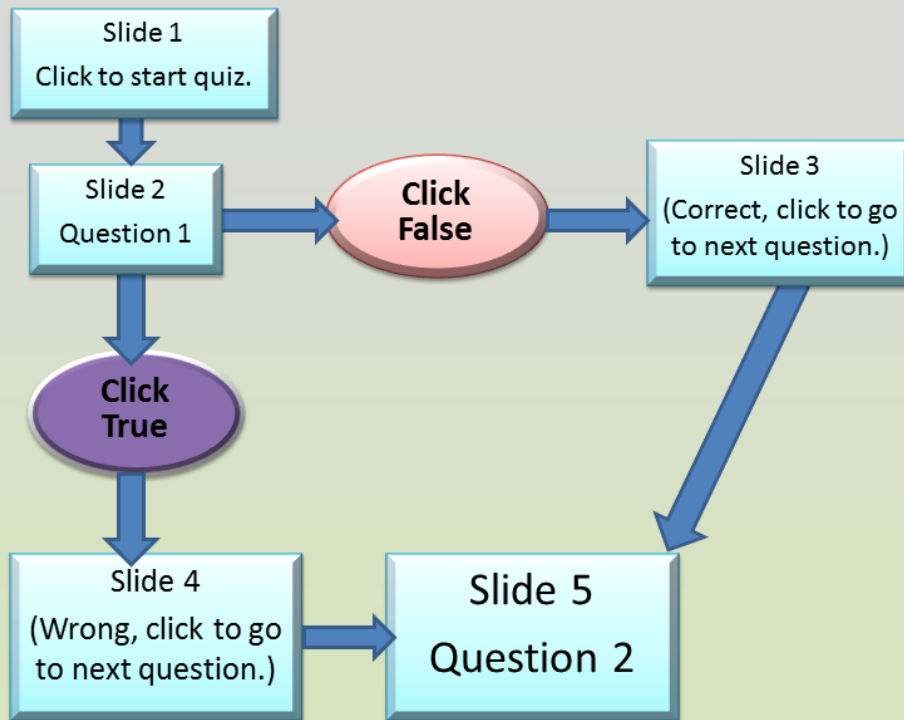 Slide 1
Click to start quiz.
Slide 2
Question 1
Click
False
Slide 3
(Correct, click to go
to next question.)
Click
True
Slide 4
(Wrong, click to go
to next question.)
Slide 5
Question 2